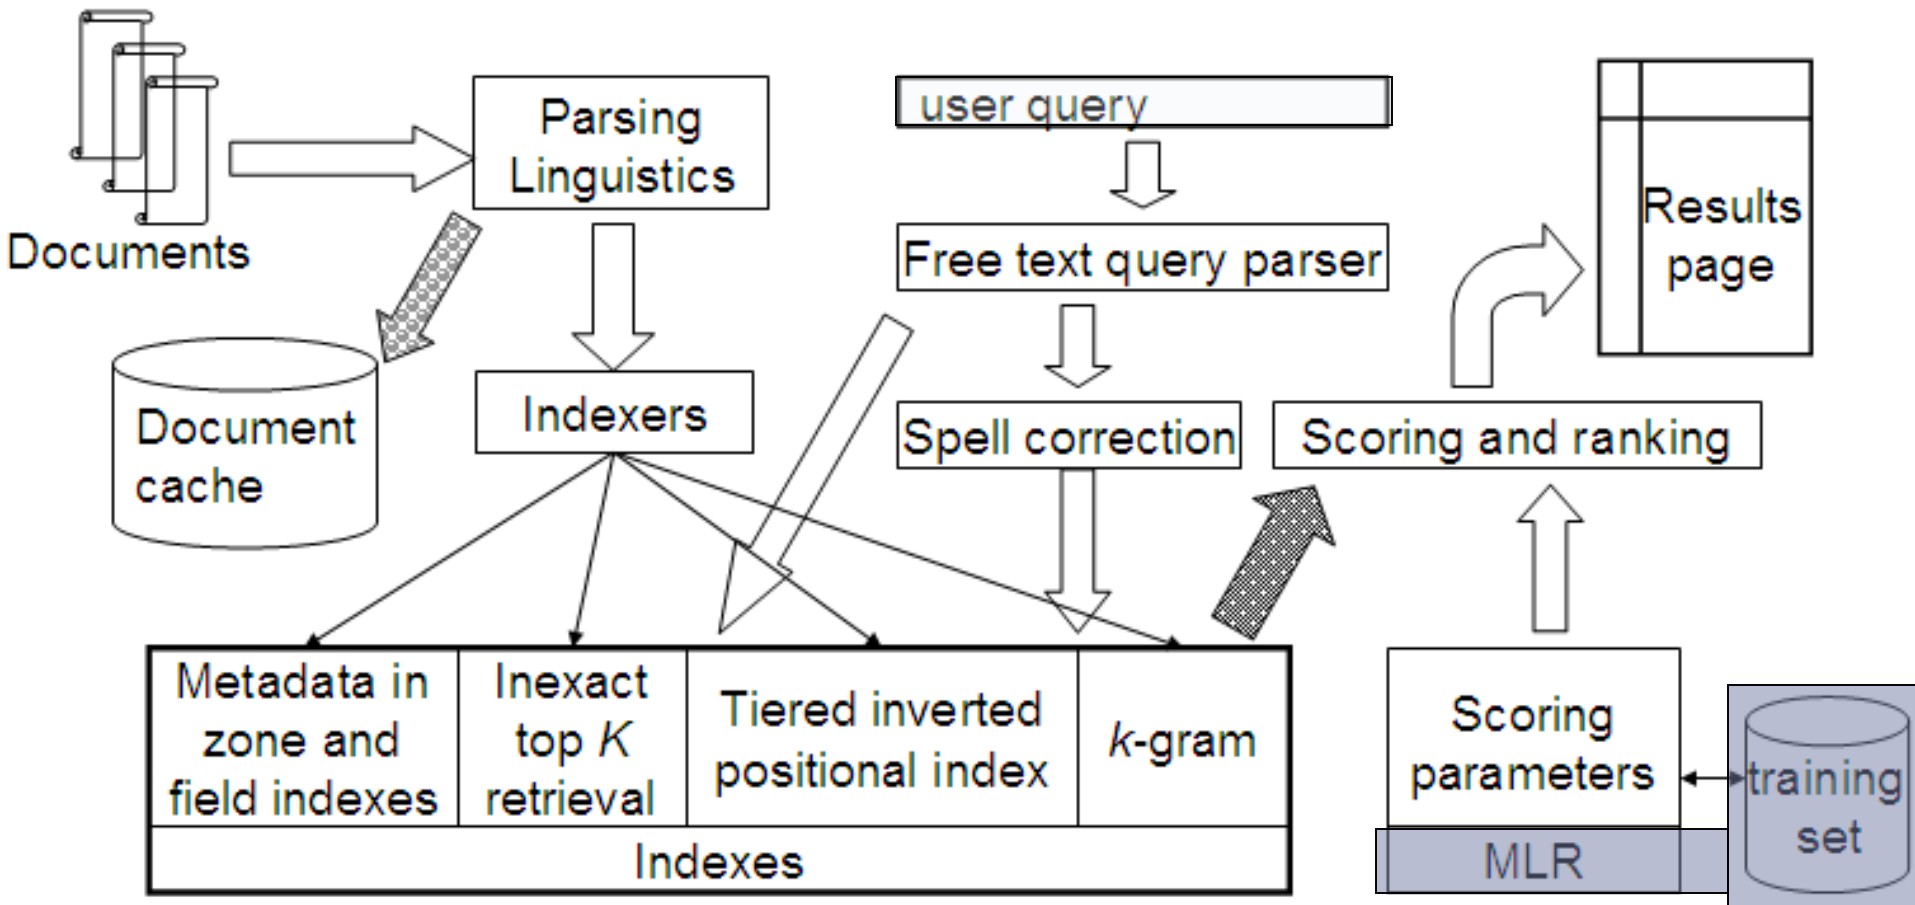 Documents
Parsing
Linguistics
user query
Free text query parser
Results
page
Document
cache
Indexers
Spell correction
Scoring and ranking
Metadata in
zone and
field indexes
Inexact
top K
retrieval
Tiered inverted
positional index
k-gram
Indexes
Scoring
parameters
MLR
training
set